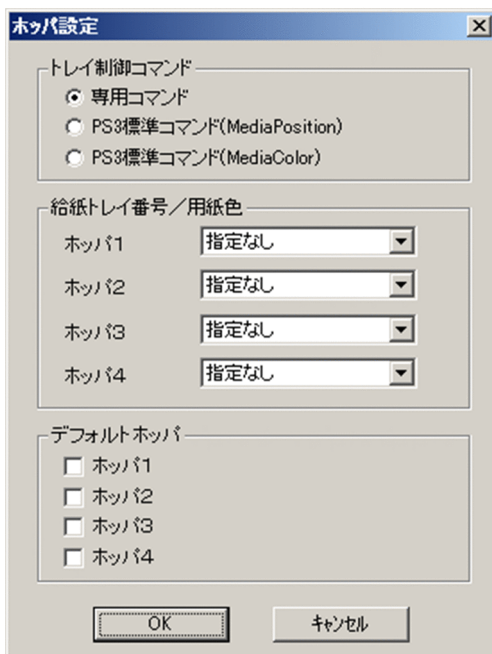 ホッパ設定
トレイ制御コマンド
専用コマンド
PS3標準コマンド(MediaPosition)
PS3標準コマンド(MediaColor)
給紙トレイ番号／用紙色
ホッパ1 指定なし
ホッパ2 指定なし
ホッパ3 指定なし
ホッパ4 指定なし
デフォルトホッパ
ホッパ1
ホッパ2
ホッパ3
ホッパ4
OK キャンセル